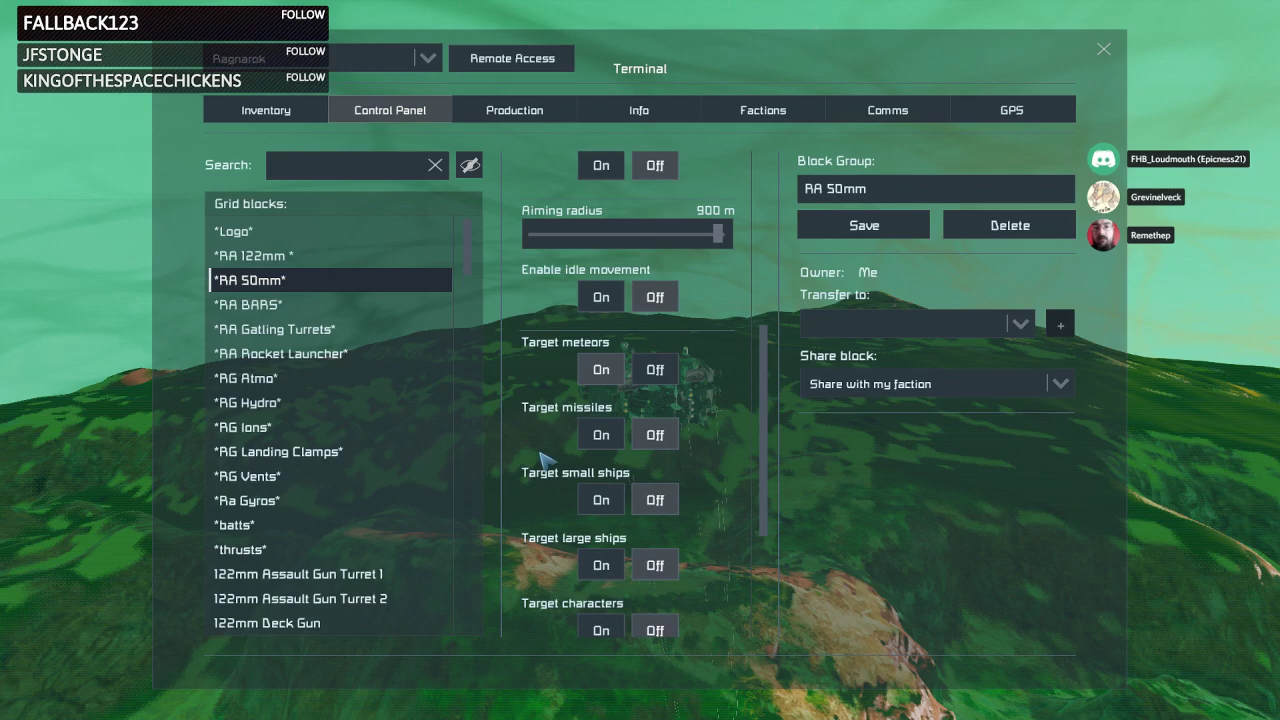 FALLBACK123
FOLLOW
JFSTONGE
FOLLOW
KINGOFTHESPACECHICKENS
FOLLOW
Ragnarok
Remote Access
Terminal
Inventory
Control Panel
Production
Info
Factions
Comms
GPS
Search:
Grid blocks:
*Logo*
*RA 122mm *
*RA 50mm*
*RA BARS*
*RA Gatling Turrets*
*RA Rocket Launcher*
*RG Atmo*
*RG Hydro*
*RG Ions*
*RG Landing Clamps*
*RG Vents*
*Ra Gyros*
*batts*
*thrusts*
122mm Assault Gun Turret 1
122mm Assault Gun Turret 2
122mm Deck Gun
On Off
Aiming radius 900 m
Enable idle movement
On Off
Target meteors
On Off
Target missiles
On Off
Target small ships
On Off
Target large ships
On Off
Target characters
On Off
Block Group:
RA 50mm
Save Delete
Owner: Me
Transfer to:
+
Share block:
Share with my faction
FHB_Loudmouth (Epicness21)
Grevinelveck
Remethep